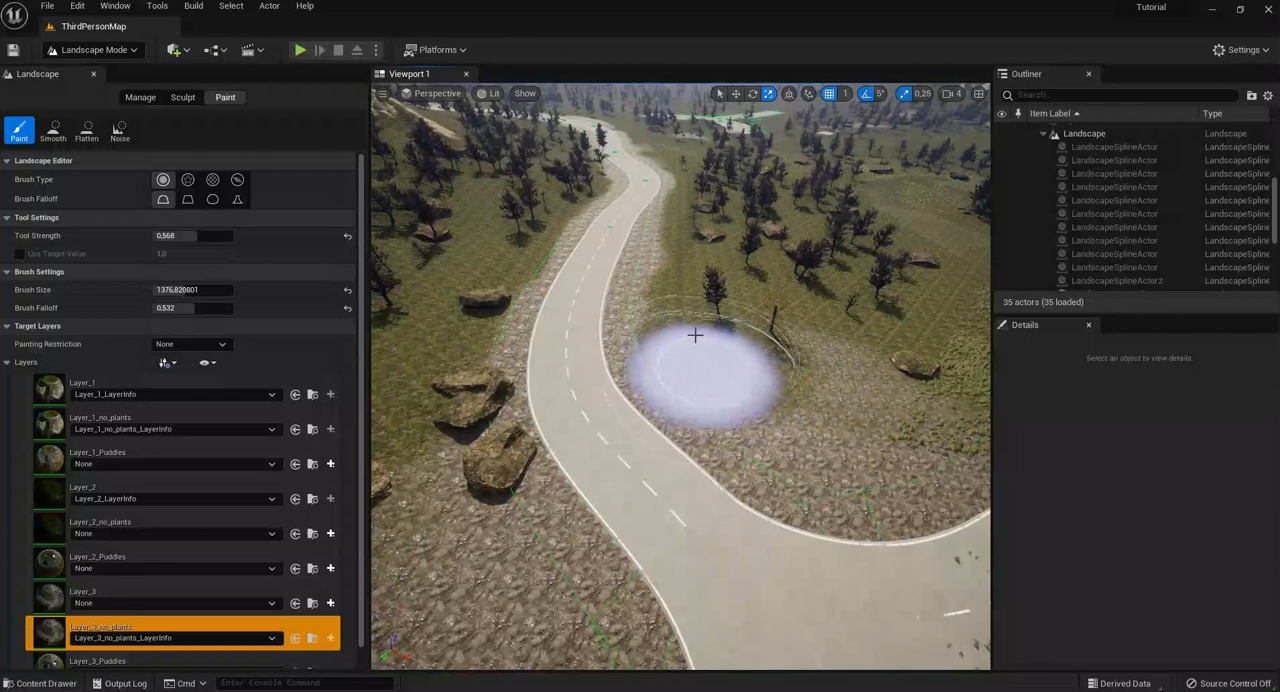 File Edit Window Tools Build Select Actor Help
Tutorial
ThirdPersonMap
Landscape Mode
Platforms
Settings
Landscape
Viewport 1
Outliner
Manage Sculpt Paint
Perspective Lit Show
1 5° 0,25 4
Search...
Item Label Type
Paint Smooth Flatten Noise
Landscape Landscape
LandscapeSplineActor LandscapeSpline
LandscapeSplineActor LandscapeSpline
LandscapeSplineActor LandscapeSpline
LandscapeSplineActor LandscapeSpline
LandscapeSplineActor LandscapeSpline
LandscapeSplineActor LandscapeSpline
LandscapeSplineActor LandscapeSpline
LandscapeSplineActor LandscapeSpline
LandscapeSplineActor LandscapeSpline
LandscapeSplineActor LandscapeSpline
LandscapeSplineActor2 LandscapeSpline
35 actors (35 loaded)
Details
Select an object to view details.
Landscape Editor
Brush Type
Brush Falloff
Tool Settings
Tool Strength 0,568
Use Target Value 1.0
Brush Settings
Brush Size 1376,820801
Brush Falloff 0,532
Target Layers
Painting Restriction None
Layers
Layer_1
Layer_1_LayerInfo
Layer_1_no_plants
Layer_1_no_plants_LayerInfo
Layer_1_Puddles
None
Layer_2
Layer_2_LayerInfo
Layer_2_no_plants
None
Layer_2_Puddles
None
Layer_3
None
Layer_3_no_plants
Layer_3_no_plants_LayerInfo
Layer_3_Puddles
Content Drawer Output Log Cmd Enter Console Command
Derived Data Source Control Off